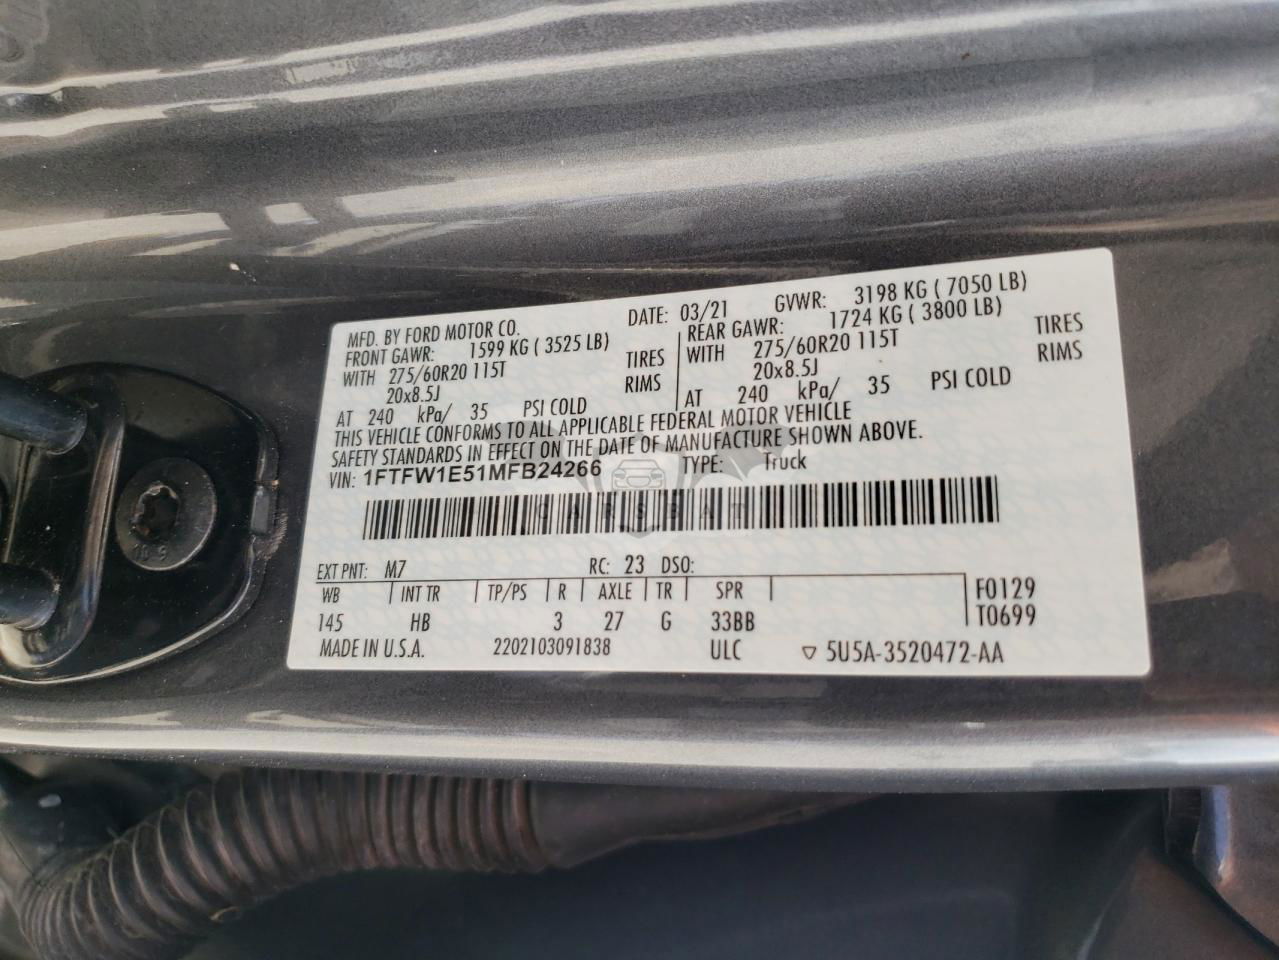 MFD. BY FORD MOTOR CO.
DATE: 03/21 GVWR: 3198 KG ( 7050 LB)
FRONT GAWR: 1599 KG ( 3525 LB)
WITH 275/60R20 115T TIRES
20x8.5J RIMS
AT 240 kPa/ 35 PSI COLD
REAR GAWR: 1724 KG ( 3800 LB)
WITH 275/60R20 115T TIRES
20x8.5J RIMS
AT 240 kPa/ 35 PSI COLD
THIS VEHICLE CONFORMS TO ALL APPLICABLE FEDERAL MOTOR VEHICLE
SAFETY STANDARDS IN EFFECT ON THE DATE OF MANUFACTURE SHOWN ABOVE.
VIN: 1FTFW1E51MFB24266 TYPE: Truck
CARSBAT
EXT PNT: M7 RC: 23 DSO:
WB INT TR TP/PS R AXLE TR SPR F0129
145 HB 3 27 G 33BB T0699
MADE IN U.S.A. 2202103091838 ULC ▽ 5U5A-3520472-AA
10.9